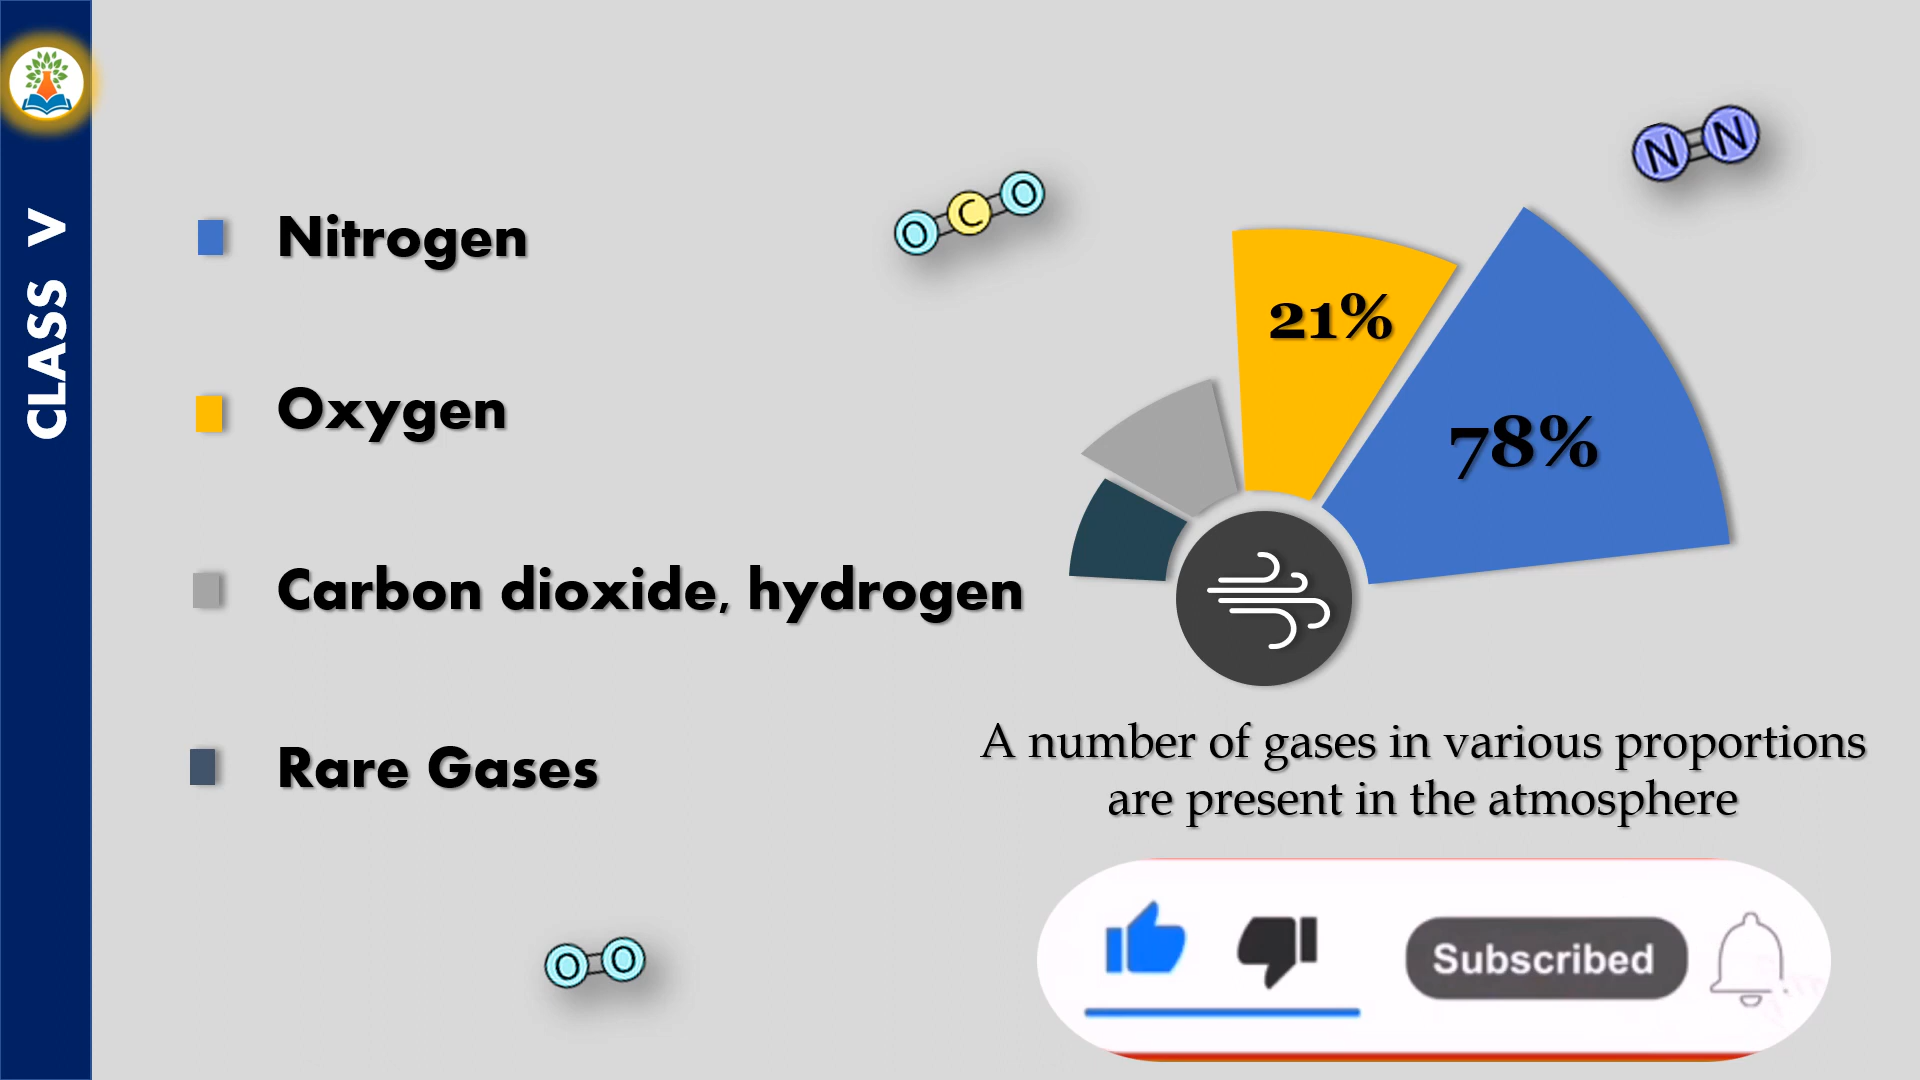 CLASS V
Nitrogen
Oxygen
Carbon dioxide, hydrogen
Rare Gases
O C O
N N
21%
78%
A number of gases in various proportions
are present in the atmosphere
O O
Subscribed